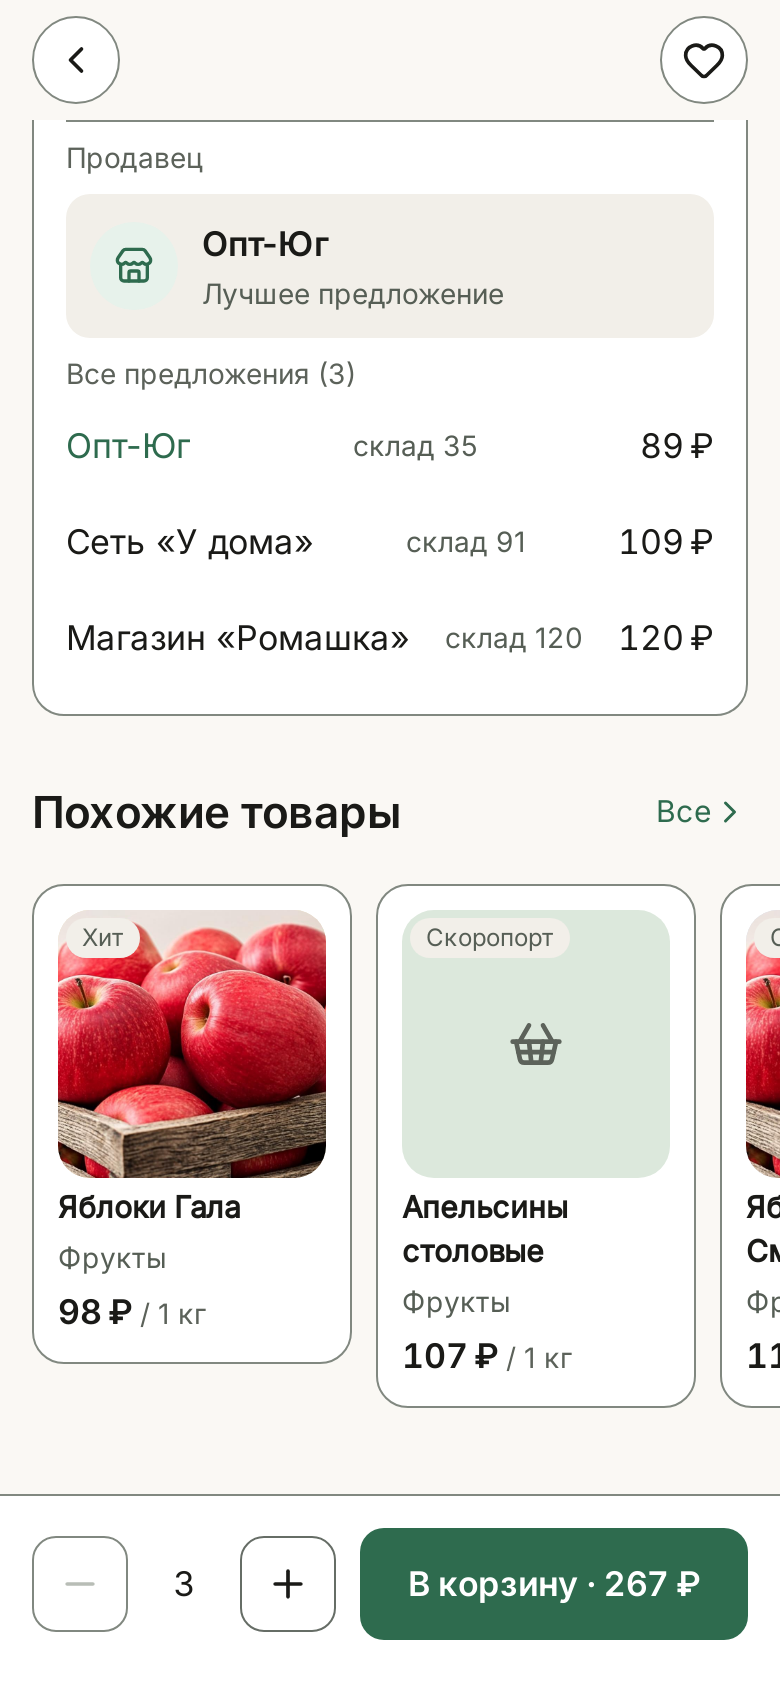 Продавец
Опт-Юг
Лучшее предложение
Все предложения (3)
Опт-Юг склад 35 89 ₽
Сеть «У дома» склад 91 109 ₽
Магазин «Ромашка» склад 120 120 ₽
Похожие товары Все
Хит
Скоропорт
Яблоки Гала
Фрукты
98 ₽ / 1 кг
Апельсины
столовые
Фрукты
107 ₽ / 1 кг
3
В корзину · 267 ₽